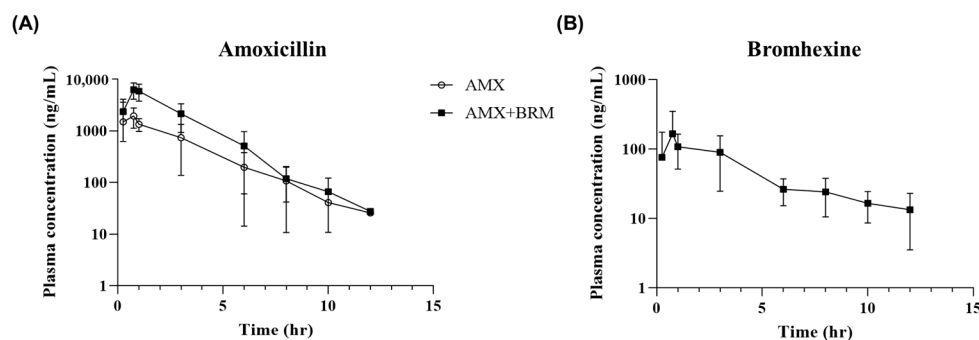 (A)
Amoxicillin
Plasma concentration (ng/mL)
10,000
1000
100
10
1
0
5
10
15
Time (hr)
AMX
AMX+BRM
(B)
Bromhexine
Plasma concentration (ng/mL)
1000
100
10
1
0
5
10
15
Time (hr)